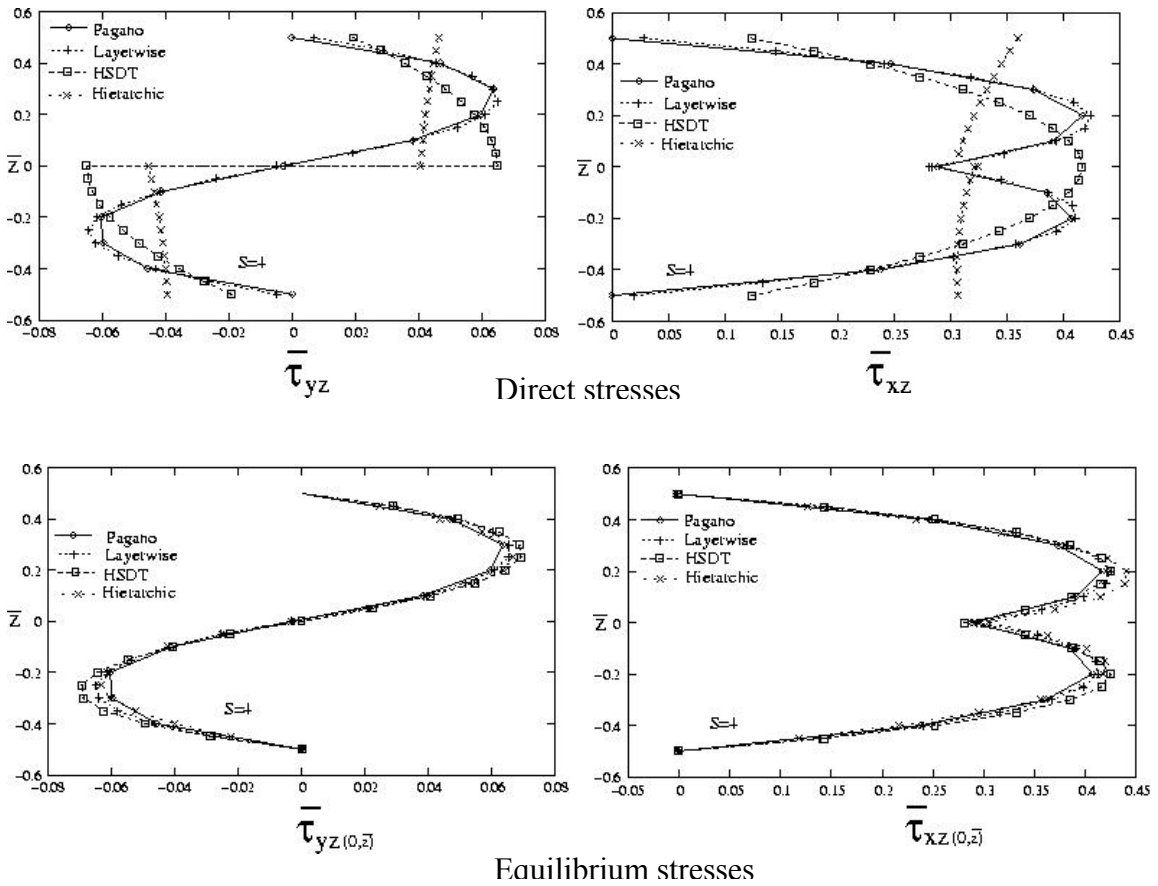 0.6
0.4
0.2
0
−0.2
−0.4
−0.6
z̅
Pagano
Layerwise
HSDT
Hierarchic
S=4
−0.08 −0.06 −0.04 −0.02 0 0.02 0.04 0.06 0.08
τ̅yz
0.6
0.4
0.2
0
−0.2
−0.4
−0.6
z̅
Pagano
Layerwise
HSDT
Hierarchic
S=4
0 0.05 0.1 0.15 0.2 0.25 0.3 0.35 0.4 0.45
τ̅xz
Direct stresses
0.6
0.4
0.2
0
−0.2
−0.4
−0.6
z̅
Pagano
Layerwise
HSDT
Hierarchic
S=4
−0.08 −0.06 −0.04 −0.02 0 0.02 0.04 0.06 0.08
τ̅yz(0,z̅)
0.6
0.4
0.2
0
−0.2
−0.4
−0.6
z̅
Pagano
Layerwise
HSDT
Hierarchic
S=4
−0.05 0 0.05 0.1 0.15 0.2 0.25 0.3 0.35 0.4 0.45
τ̅xz(0,z̅)
Equilibrium stresses